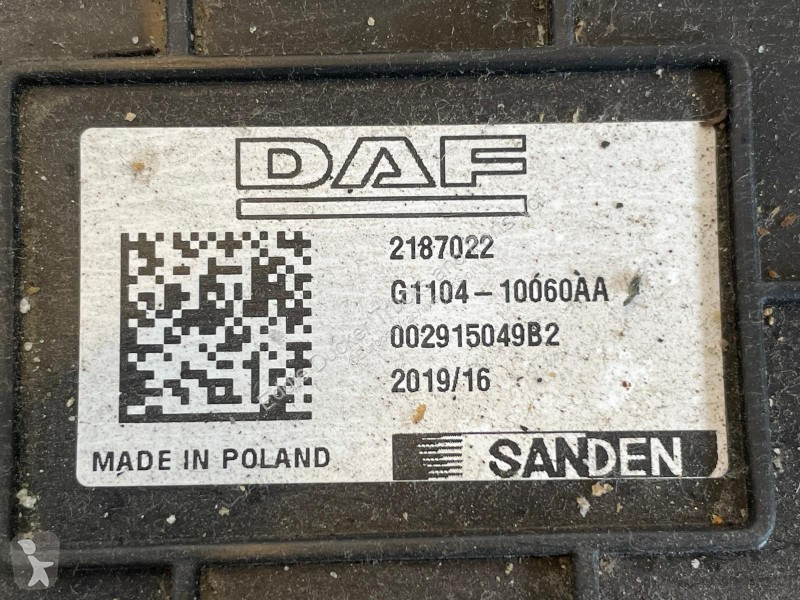 DAF
2187022
G1104-10060AA
002915049B2
2019/16
MADE IN POLAND
SANDEN